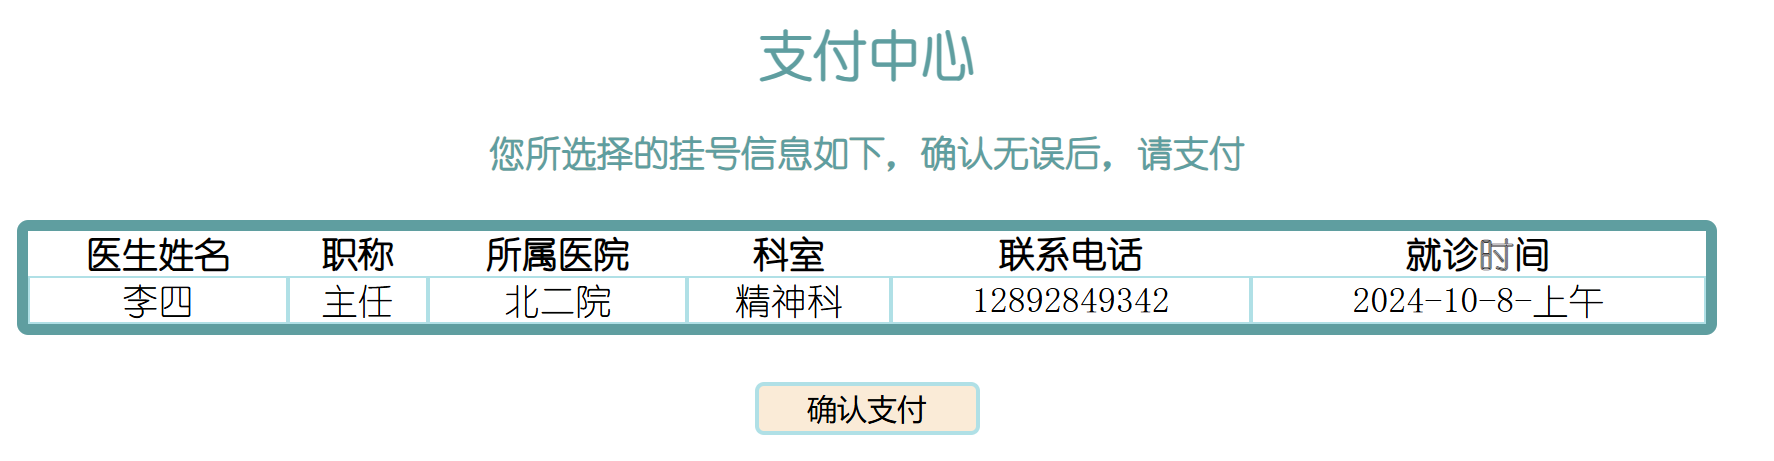 支付中心
您所选择的挂号信息如下，确认无误后，请支付
医生姓名 职称 所属医院 科室 联系电话 就诊时间
李四 主任 北二院 精神科 12892849342 2024-10-8-上午
确认支付